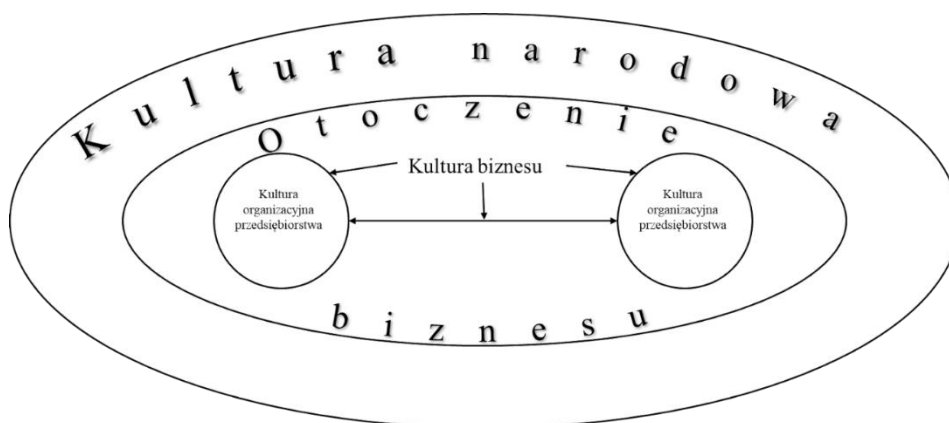 Kultura narodowa
Otoczenie
Kultura biznesu
Kultura
organizacyjna
przedsiębiorstwa
Kultura
organizacyjna
przedsiębiorstwa
biznesu